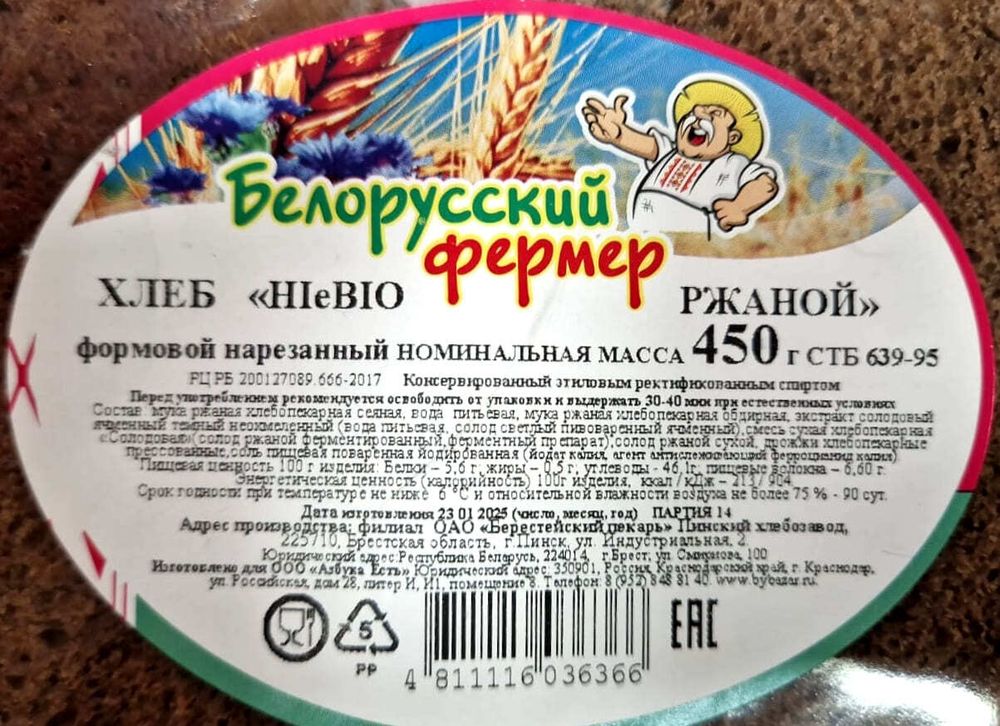 Белорусский
фермер
ХЛЕБ «НІеВІО РЖАНОЙ»
формовой нарезанный НОМИНАЛЬНАЯ МАССА 450 г СТБ 639-95
РЦ РБ 200127089.666-2017 Консервированный этиловым ректификованным спиртом
Перед употреблением рекомендуется освободить от упаковки и выдержать 30-40 мин при естественных условиях
Состав: мука ржаная хлебопекарная сеяная, вода питьевая, мука ржаная хлебопекарная обдирная, экстракт солодовый
ячменный темный неохмеленный (вода питьевая, солод светлый пивоваренный ячменный), смесь сухая хлебопекарная
«Солодовая» (солод ржаной ферментированный, ферментный препарат), солод ржаной сухой, дрожжи хлебопекарные
прессованные, соль пищевая поваренная йодированная (йодат калия, агент антислеживающий ферроцианид калия)
Пищевая ценность 100 г изделия: Белки – 5,6 г, жиры – 0,5 г, углеводы - 46,1г, пищевые волокна – 6,60 г.
Энергетическая ценность (калорийность) 100г изделия, ккал/кДж – 213/904.
Срок годности при температуре не ниже 6 °С и относительной влажности воздуха не более 75 % - 90 сут.
Дата изготовления 23 01 2025 (число, месяц, год) ПАРТИЯ 14
Адрес производства: филиал ОАО «Берестейский пекарь» Пинский хлебозавод,
225710, Брестская область, г.Пинск, ул. Индустриальная, 2.
Юридический адрес:Республика Беларусь, 224014, г.Брест, ул. Смирнова, 100
Изготовлено для ООО «Азбука Есть» Юридический адрес: 350901, Россия, Краснодарский край, г. Краснодар,
ул. Российская, дом 28, литер И, И1, помещение 8. Телефон: 8 (952) 848 81 40. www.bybazar.ru.
5
PP
4 811116 036366
EAC